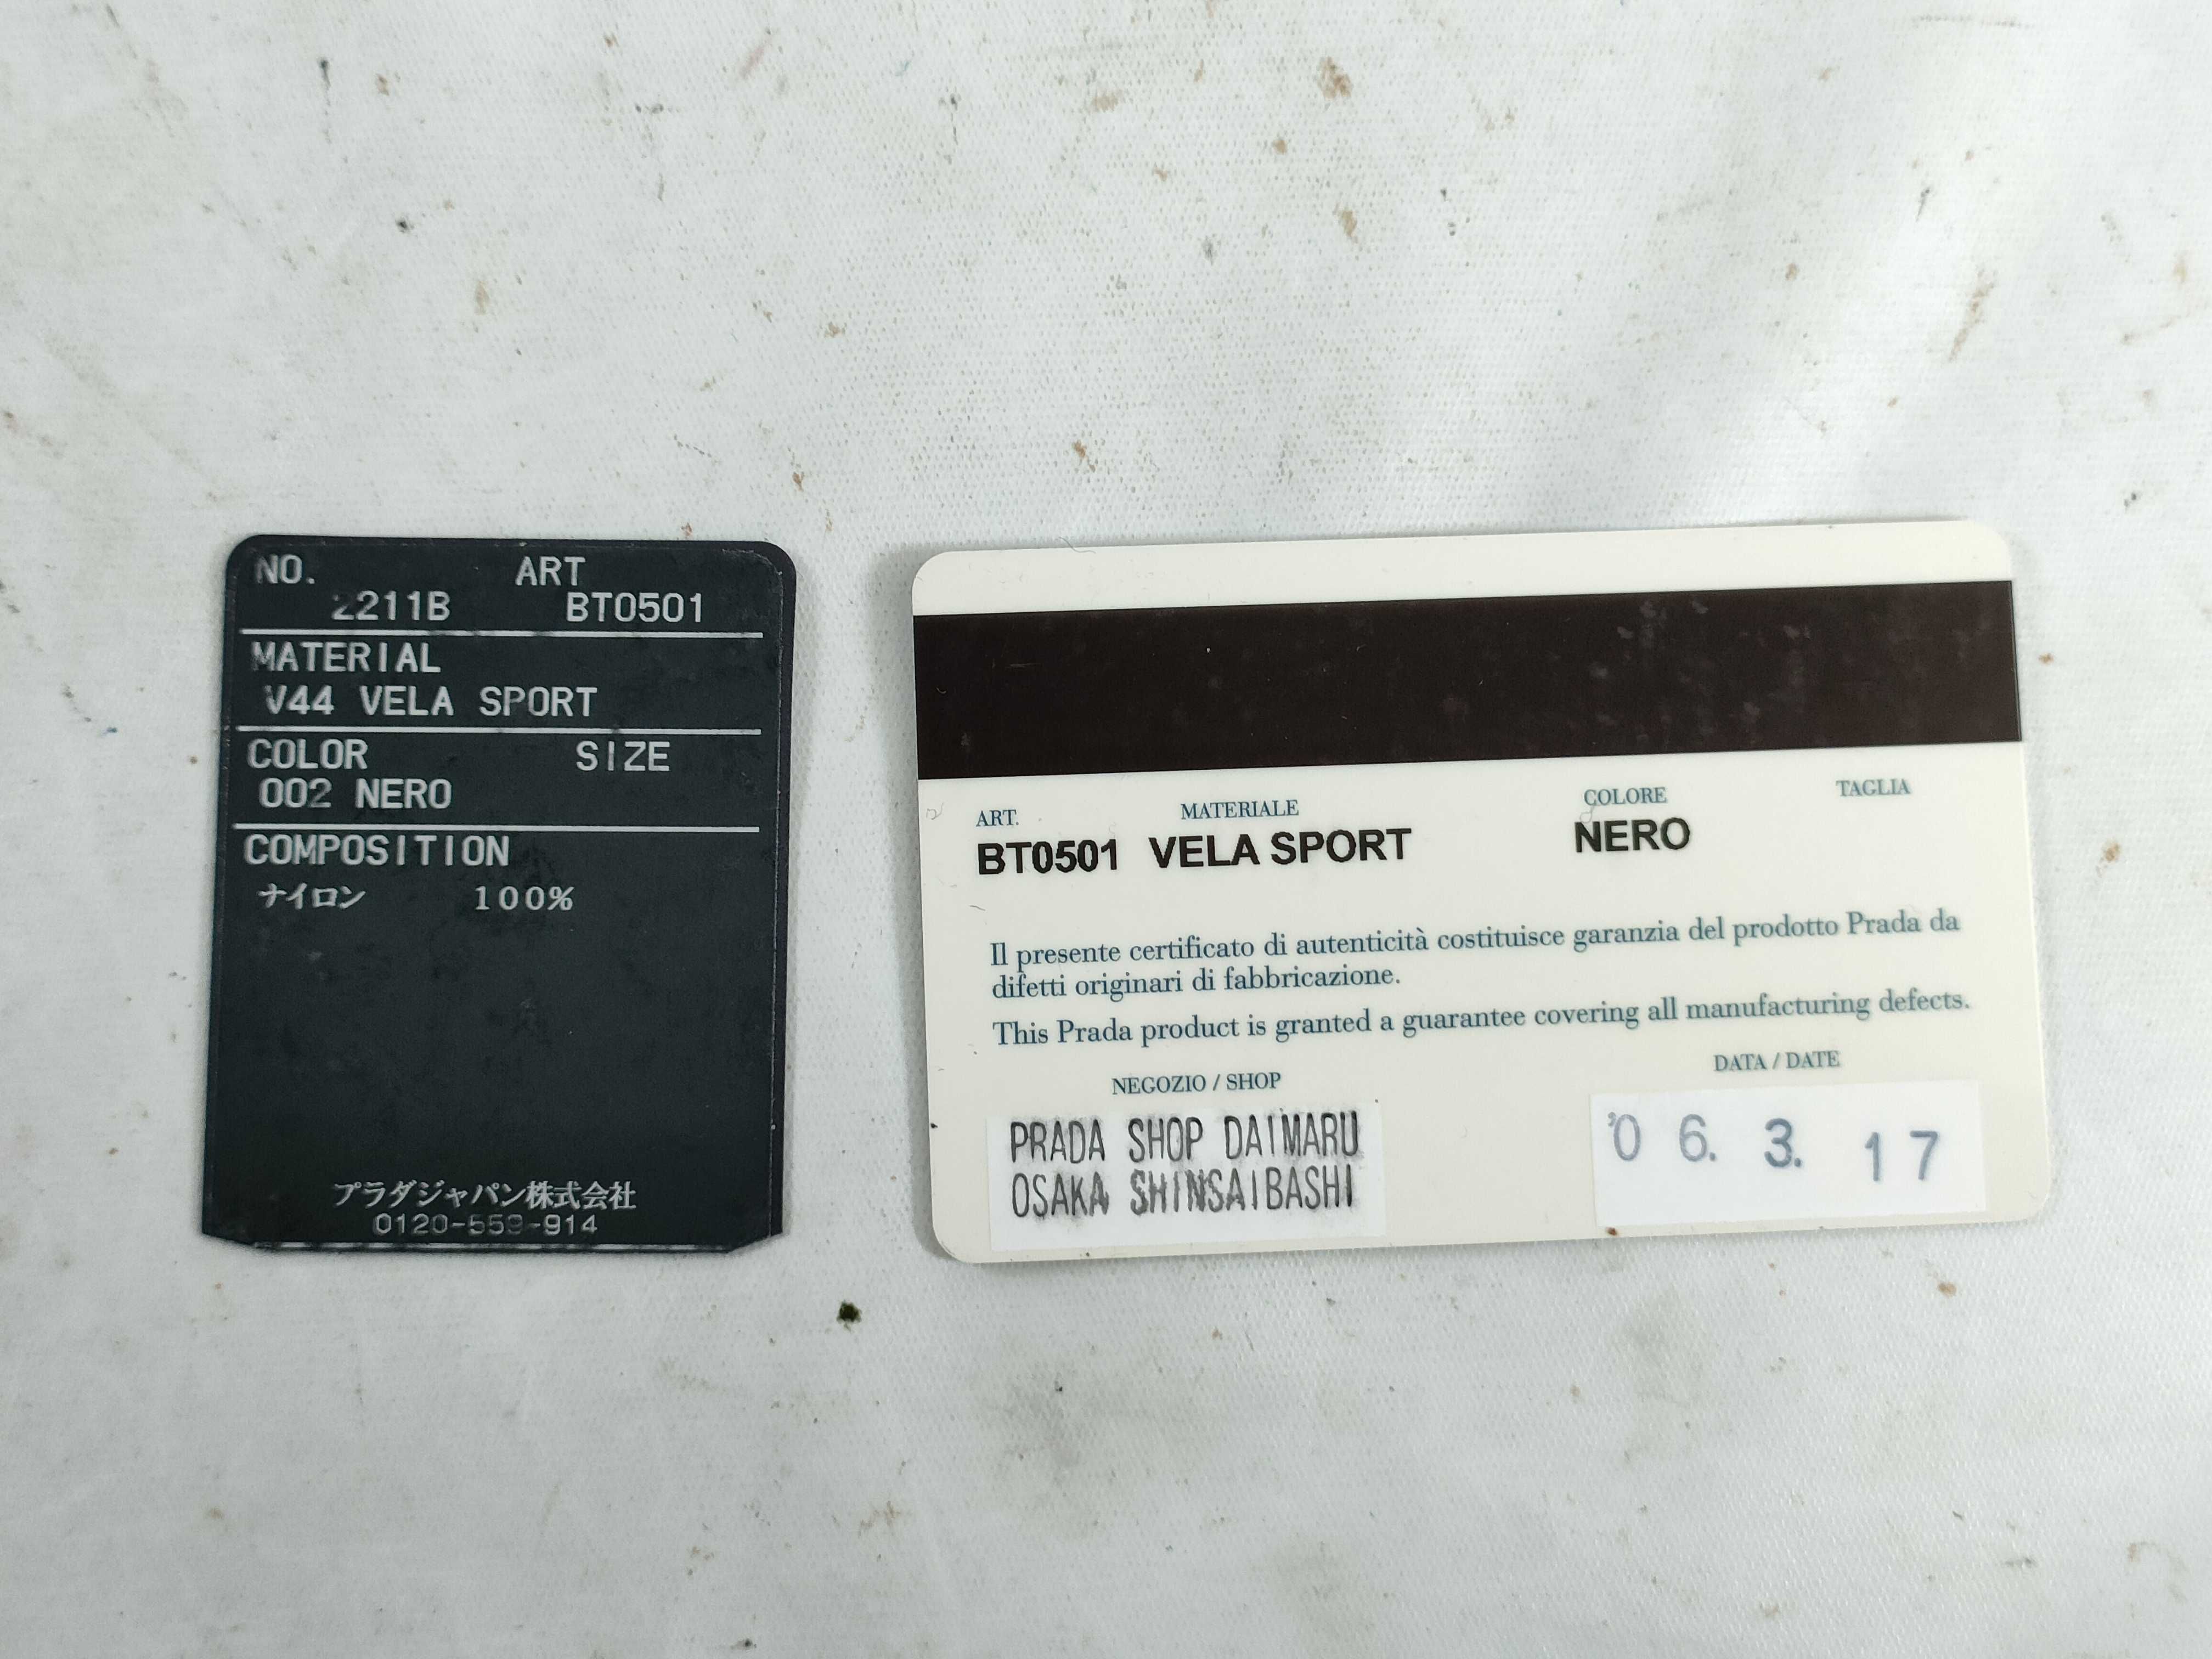 NO. ART
2211B BT0501
MATERIAL
V44 VELA SPORT
COLOR SIZE
002 NERO
COMPOSITION
ナイロン 100%
プラダジャパン株式会社
0120-559-914
ART. MATERIALE COLORE TAGLIA
BT0501 VELA SPORT NERO
Il presente certificato di autenticità costituisce garanzia del prodotto Prada da
difetti originari di fabbricazione.
This Prada product is granted a guarantee covering all manufacturing defects.
NEGOZIO / SHOP DATA / DATE
PRADA SHOP DAIMARU
OSAKA SHINSAIBASHI
'06. 3. 17